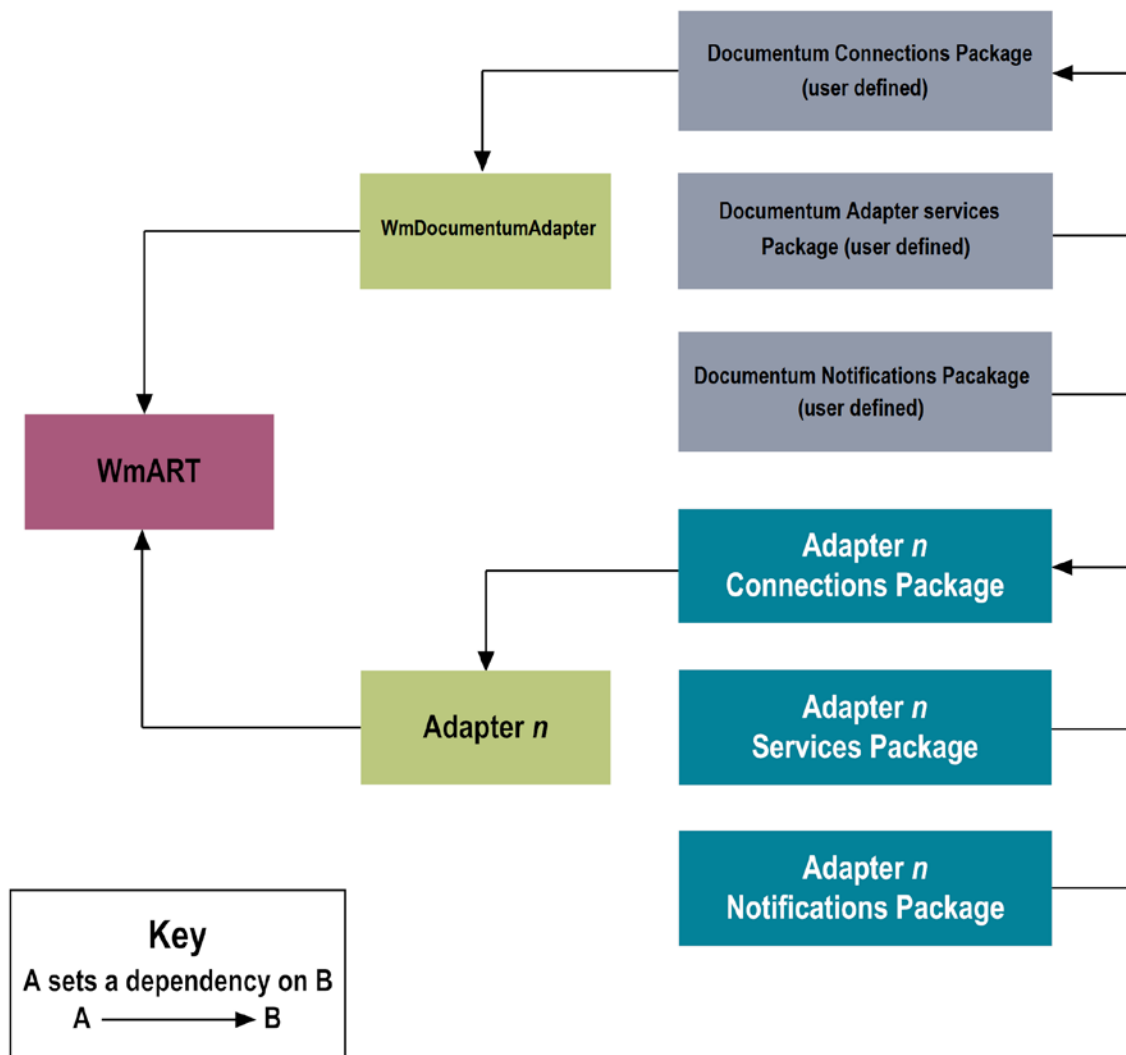 Documentum Connections Package
(user defined)
WmDocumentumAdapter
Documentum Adapter services
Package (user defined)
Documentum Notifications Pacakage
(user defined)
WmART
Adapter n
Connections Package
Adapter n
Adapter n
Services Package
Adapter n
Notifications Package
Key
A sets a dependency on B
A B